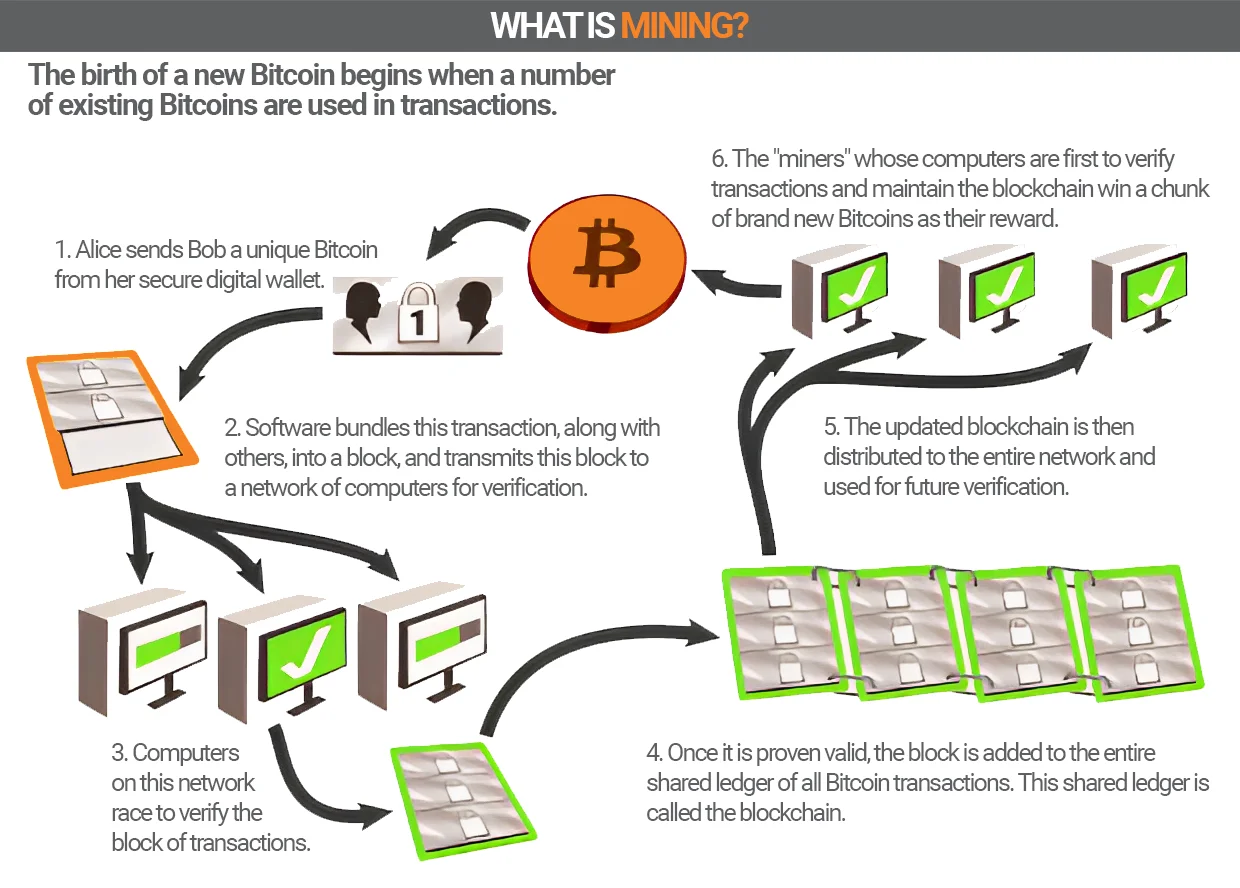 WHAT IS MINING?
The birth of a new Bitcoin begins when a number
of existing Bitcoins are used in transactions.
1. Alice sends Bob a unique Bitcoin
from her secure digital wallet.
1
2. Software bundles this transaction, along with
others, into a block, and transmits this block to
a network of computers for verification.
3. Computers
on this network
race to verify the
block of transactions.
4. Once it is proven valid, the block is added to the entire
shared ledger of all Bitcoin transactions. This shared ledger is
called the blockchain.
5. The updated blockchain is then
distributed to the entire network and
used for future verification.
6. The "miners" whose computers are first to verify
transactions and maintain the blockchain win a chunk
of brand new Bitcoins as their reward.
₿